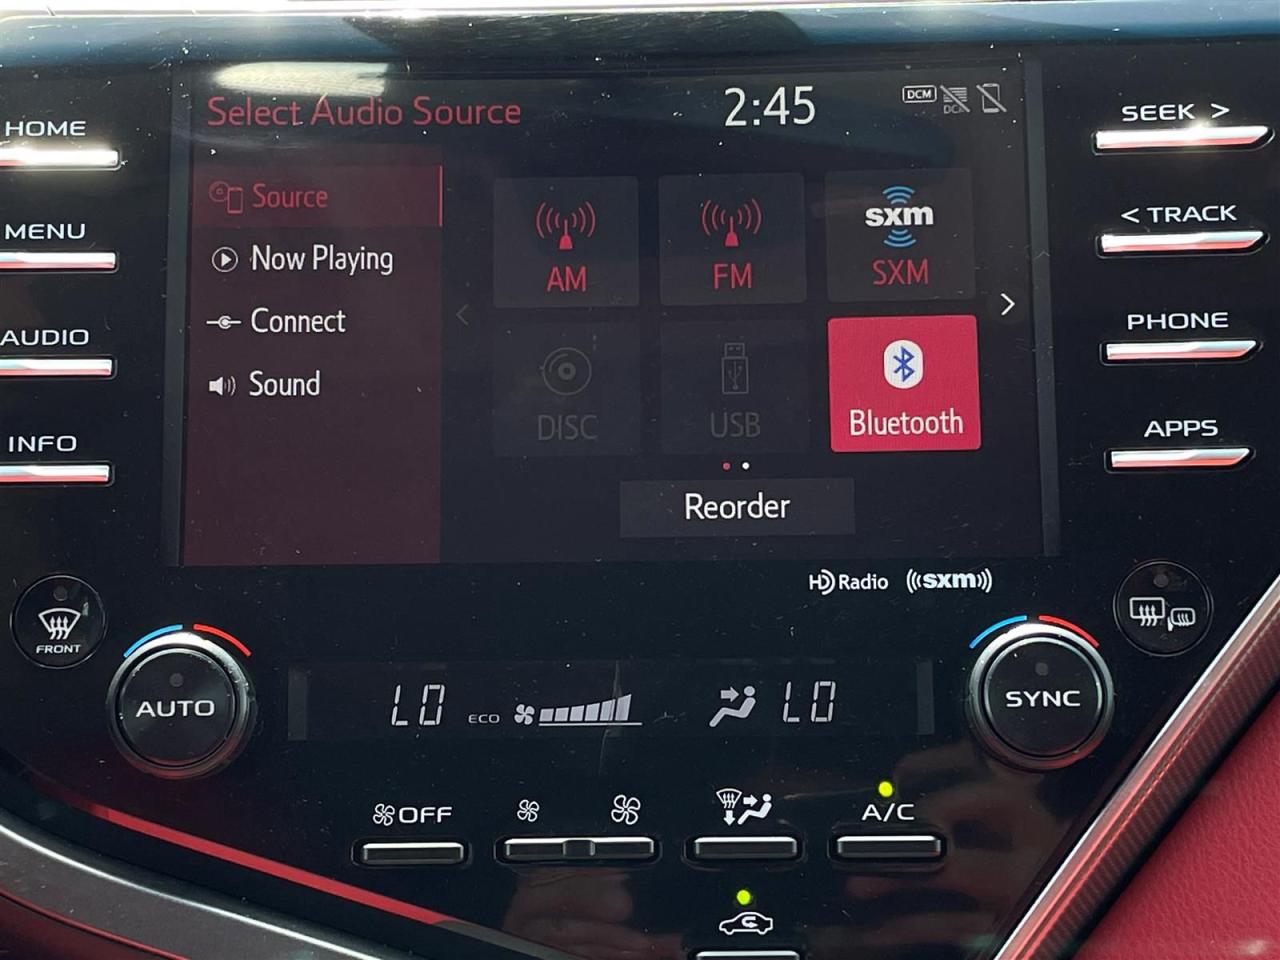 Select Audio Source
2:45
DCM
DCM
HOME
MENU
AUDIO
INFO
Source
Now Playing
Connect
Sound
AM
FM
sxm
SXM
DISC
USB
Bluetooth
Reorder
SEEK >
< TRACK
PHONE
APPS
HD Radio
((sxm))
FRONT
AUTO
LO
ECO
LO
SYNC
OFF
A/C